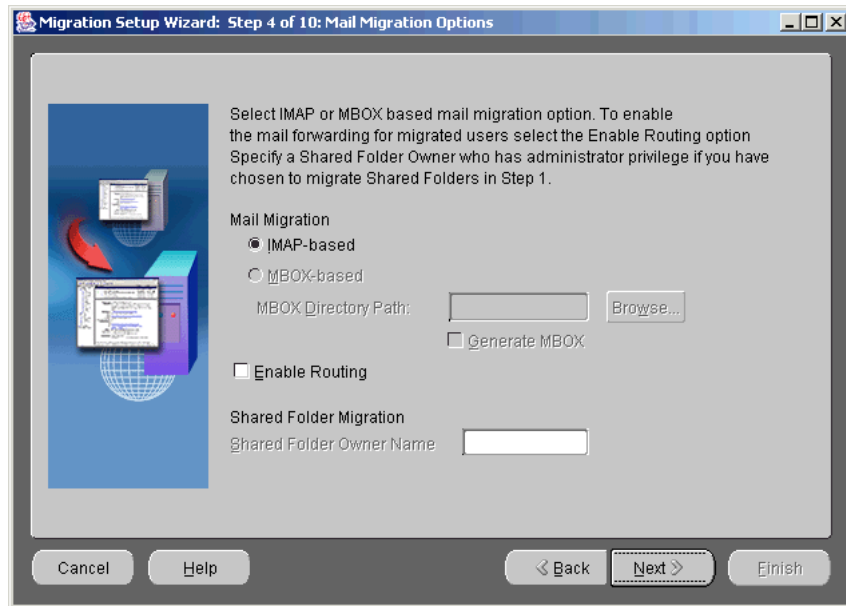 Migration Setup Wizard: Step 4 of 10: Mail Migration Options
Select IMAP or MBOX based mail migration option. To enable
the mail forwarding for migrated users select the Enable Routing option
Specify a Shared Folder Owner who has administrator privilege if you have
chosen to migrate Shared Folders in Step 1.
Mail Migration
IMAP-based
MBOX-based
MBOX Directory Path:
Browse...
Generate MBOX
Enable Routing
Shared Folder Migration
Shared Folder Owner Name
Cancel
Help
Back
Next
Finish